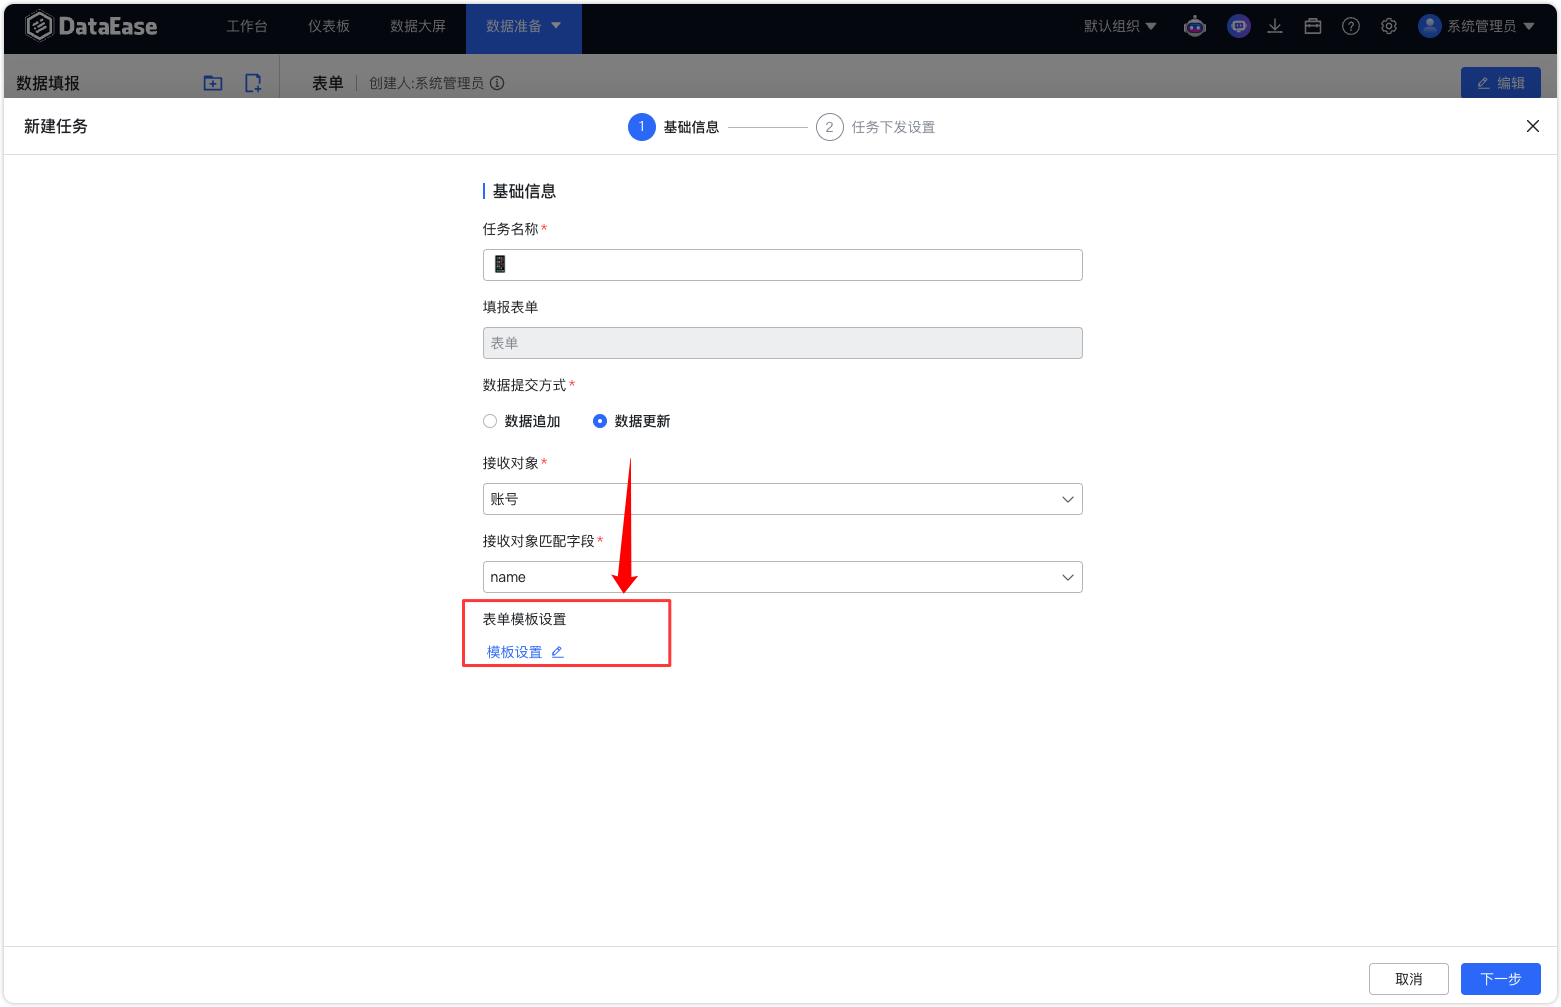 DataEase 工作台 仪表板 数据大屏 数据准备 默认组织 系统管理员
数据填报 表单 创建人:系统管理员 编辑
新建任务 1 基础信息 2 任务下发设置
基础信息
任务名称*
📱
填报表单
表单
数据提交方式*
数据追加 数据更新
接收对象*
账号
接收对象匹配字段*
name
表单模板设置
模板设置
取消 下一步